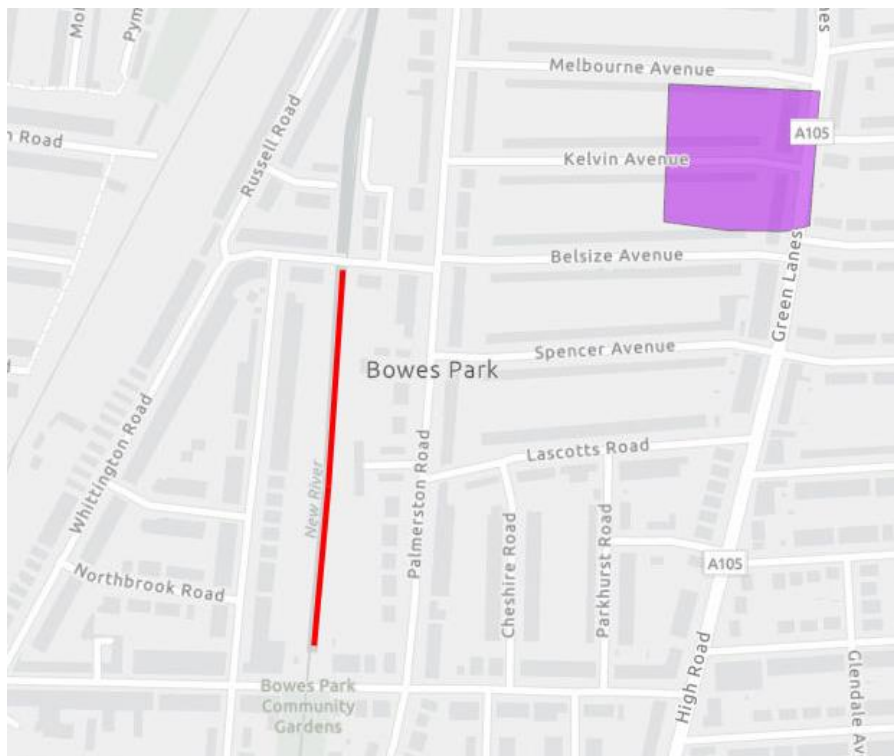 Melbourne Avenue
A105
Kelvin Avenue
Russell Road
Road
Belsize Avenue
Green Lanes
Spencer Avenue
Bowes Park
Lascotts Road
Whittington Road
New River
Palmerston Road
Cheshire Road
Parkhurst Road
A105
Northbrook Road
Bowes Park
Community
Gardens
High Road
Glendale Av